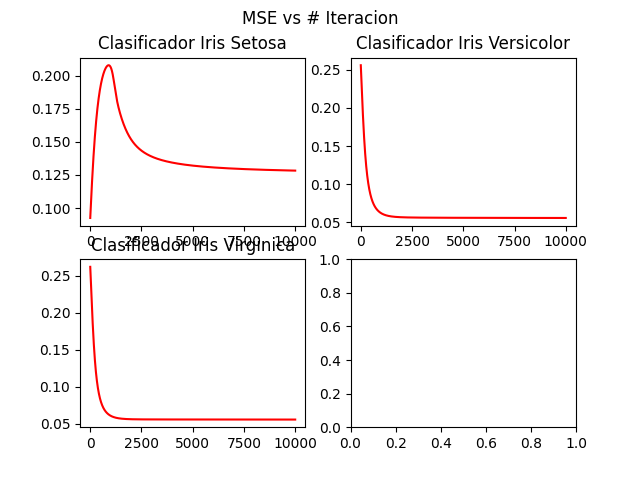 MSE vs # Iteracion
Clasificador Iris Setosa
0.200
0.175
0.150
0.125
0.100
0 2500 5000 7500 10000
Clasificador Iris Versicolor
0.25
0.20
0.15
0.10
0.05
0 2500 5000 7500 10000
Clasificador Iris Virginica
0.25
0.20
0.15
0.10
0.05
0 2500 5000 7500 10000
1.0
0.8
0.6
0.4
0.2
0.0
0.0 0.2 0.4 0.6 0.8 1.0